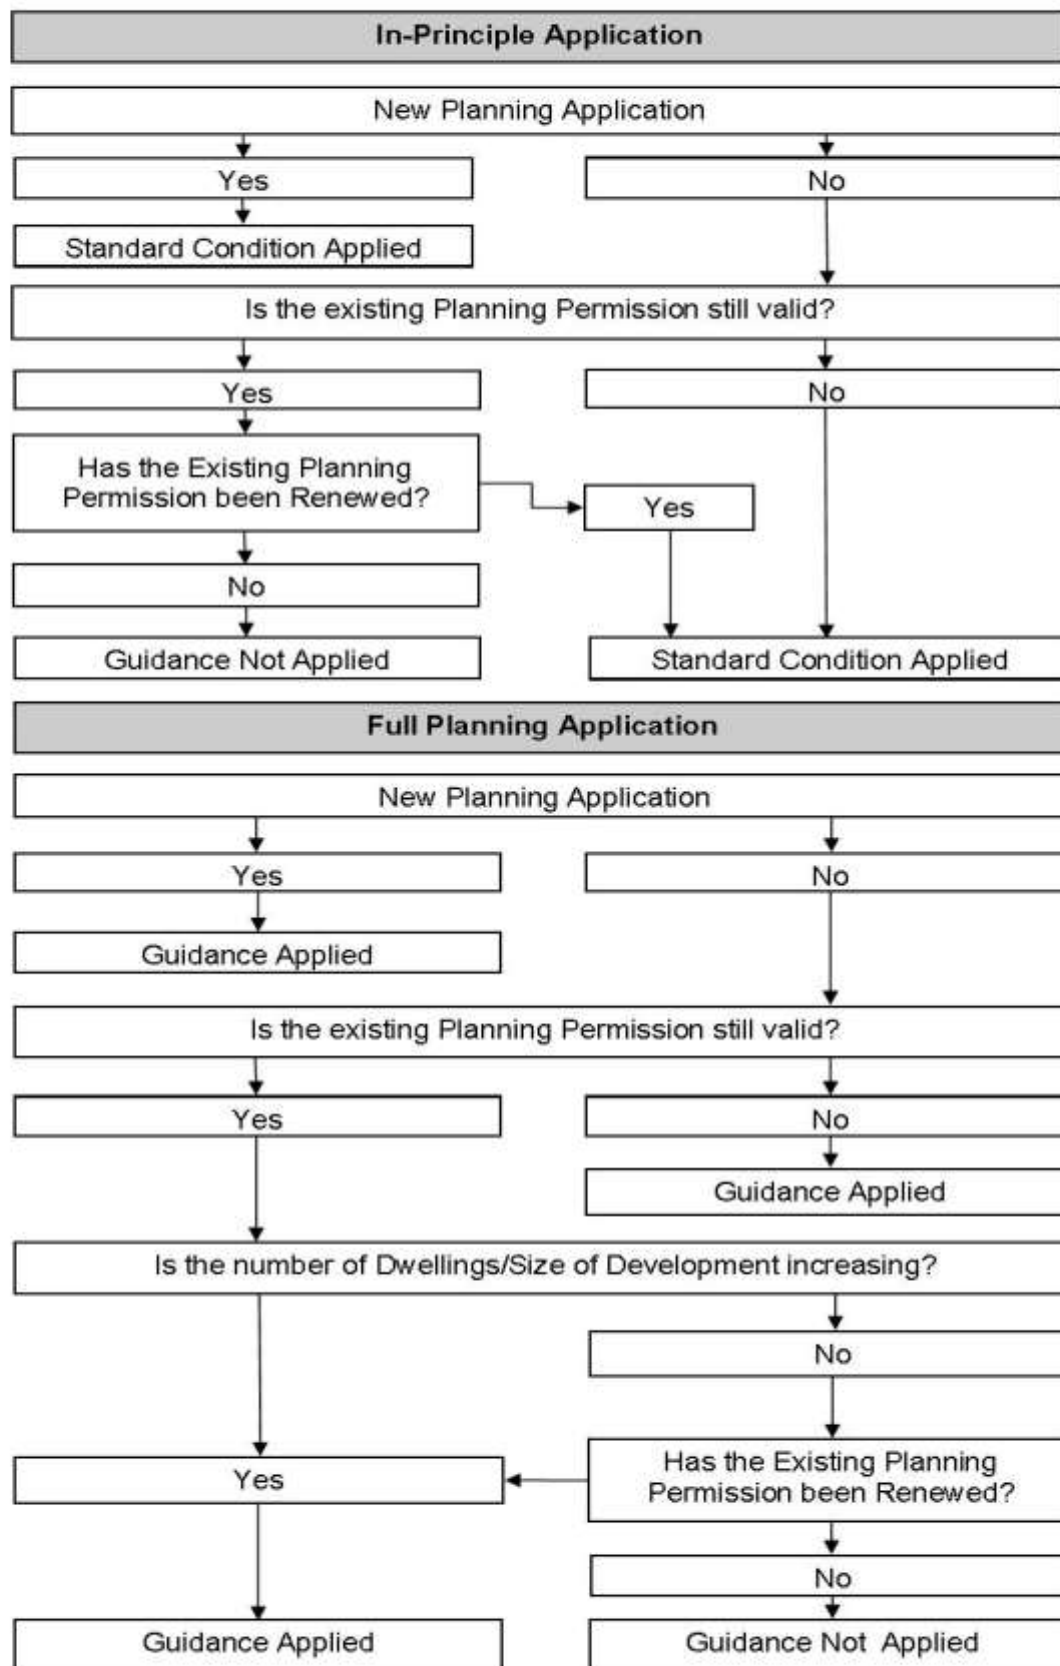 In-Principle Application
New Planning Application
Yes
No
Standard Condition Applied
Is the existing Planning Permission still valid?
Yes
No
Has the Existing Planning
Permission been Renewed?
Yes
No
Guidance Not Applied
Standard Condition Applied
Full Planning Application
New Planning Application
Yes
No
Guidance Applied
Is the existing Planning Permission still valid?
Yes
No
Guidance Applied
Is the number of Dwellings/Size of Development increasing?
No
Yes
Has the Existing Planning
Permission been Renewed?
No
Guidance Applied
Guidance Not Applied